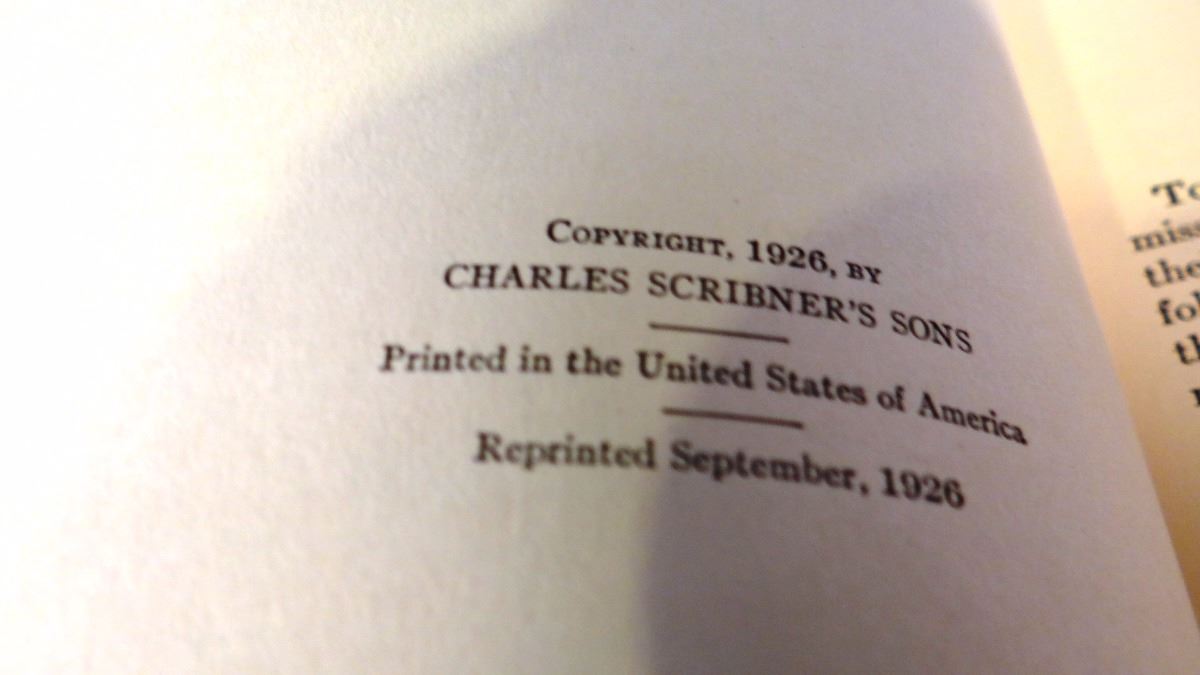 COPYRIGHT, 1926, BY
CHARLES SCRIBNER'S SONS
Printed in the United States of America
Reprinted September, 1926